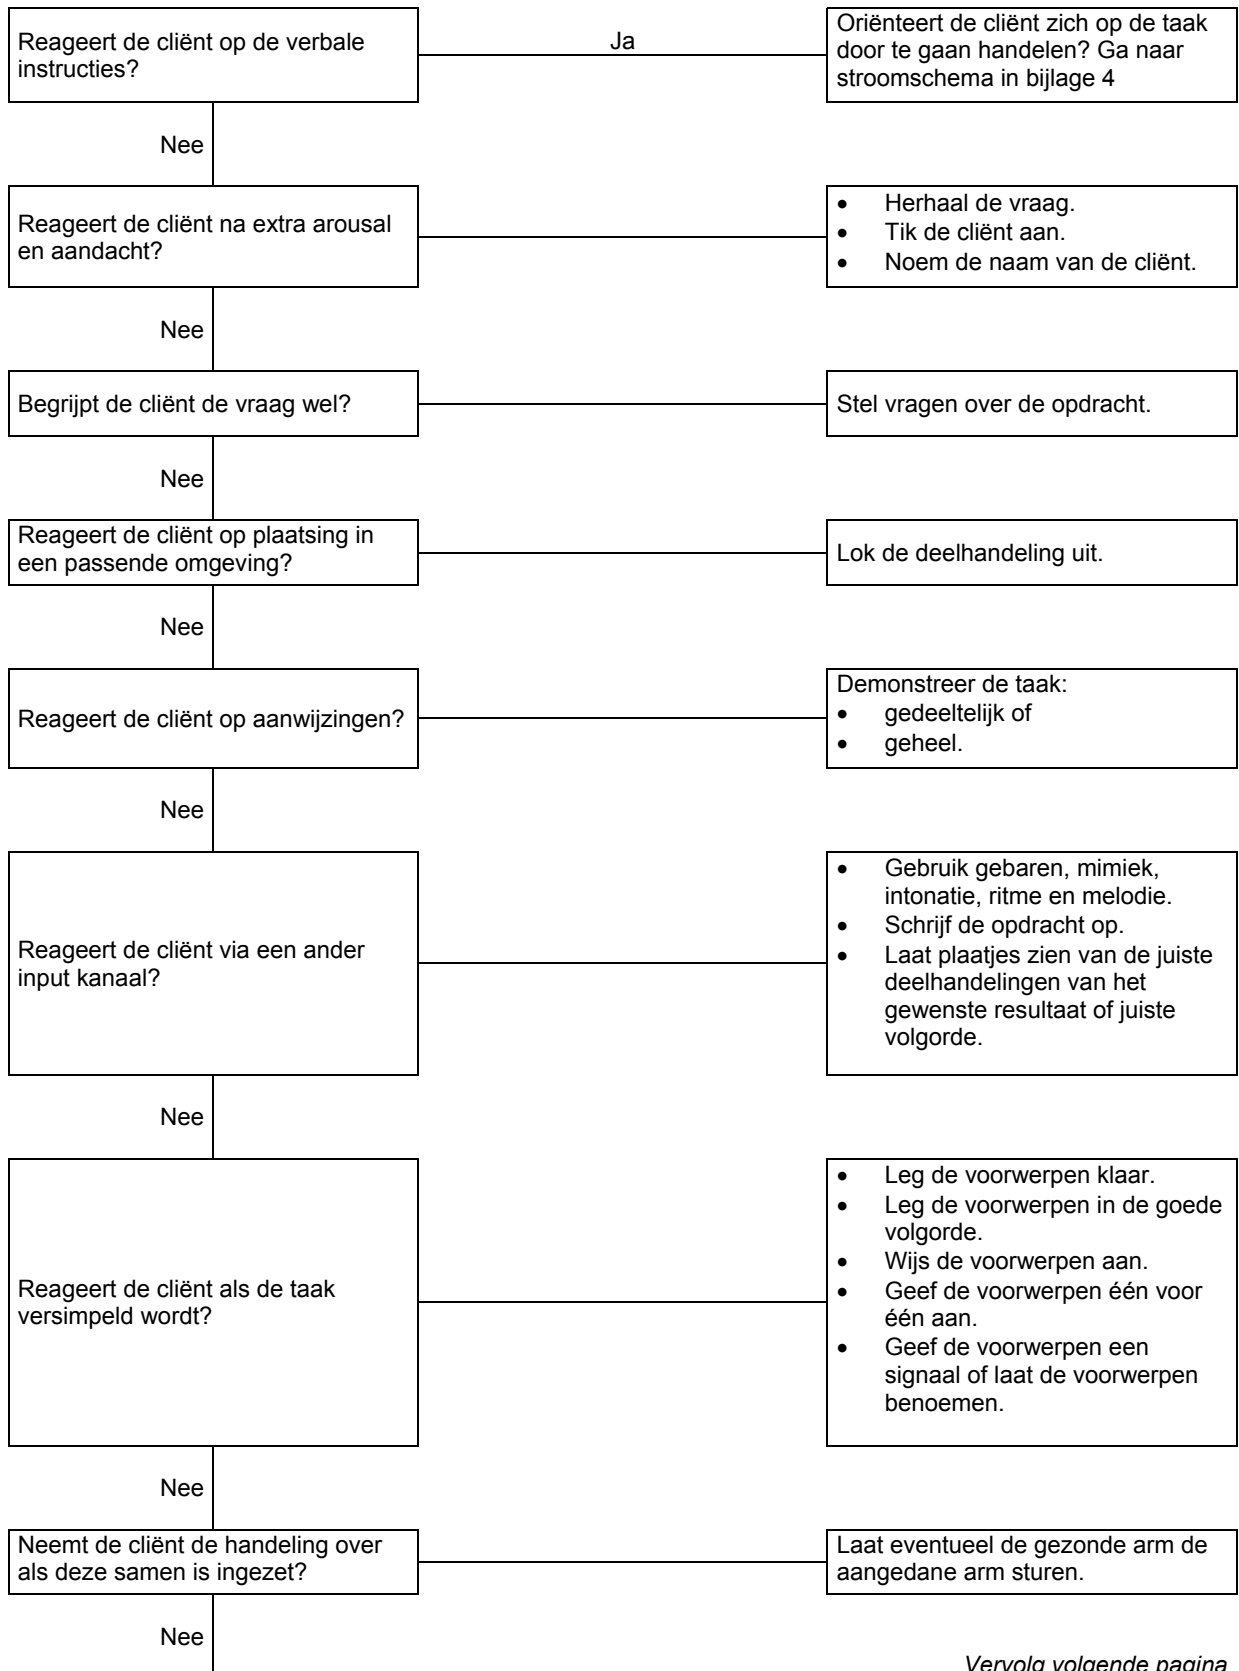 Reageert de cliënt op de verbale
instructies?
Ja
Oriënteert de cliënt zich op de taak
door te gaan handelen? Ga naar
stroomschema in bijlage 4
Nee
Reageert de cliënt na extra arousal
en aandacht?
• Herhaal de vraag.
• Tik de cliënt aan.
• Noem de naam van de cliënt.
Nee
Begrijpt de cliënt de vraag wel?
Stel vragen over de opdracht.
Nee
Reageert de cliënt op plaatsing in
een passende omgeving?
Lok de deelhandeling uit.
Nee
Reageert de cliënt op aanwijzingen?
Demonstreer de taak:
• gedeeltelijk of
• geheel.
Nee
Reageert de cliënt via een ander
input kanaal?
• Gebruik gebaren, mimiek,
intonatie, ritme en melodie.
• Schrijf de opdracht op.
• Laat plaatjes zien van de juiste
deelhandelingen van het
gewenste resultaat of juiste
volgorde.
Nee
Reageert de cliënt als de taak
versimpeld wordt?
• Leg de voorwerpen klaar.
• Leg de voorwerpen in de goede
volgorde.
• Wijs de voorwerpen aan.
• Geef de voorwerpen één voor
één aan.
• Geef de voorwerpen een
signaal of laat de voorwerpen
benoemen.
Nee
Neemt de cliënt de handeling over
als deze samen is ingezet?
Laat eventueel de gezonde arm de
aangedane arm sturen.
Nee
Vervolg volgende pagina